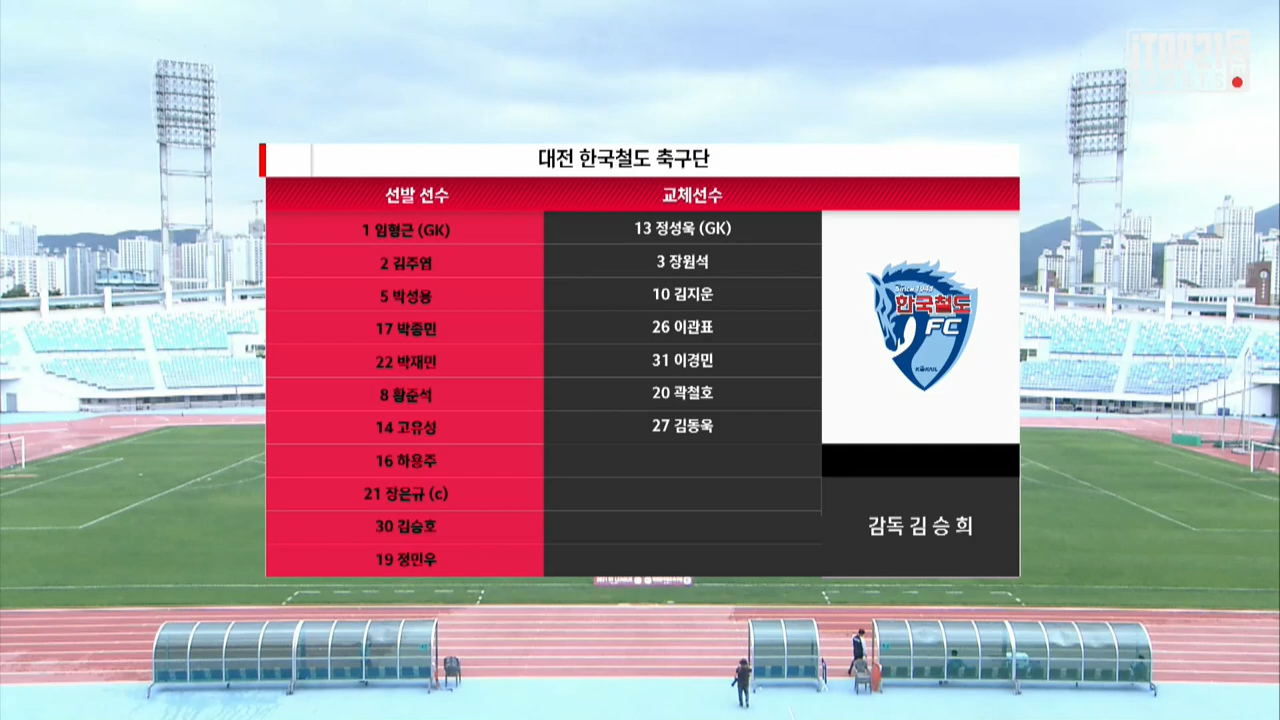 iTOP21
SPORTS
대전 한국철도 축구단
선발 선수
교체선수
1 임형근 (GK)
2 김주엽
5 박성용
17 박종민
22 박재민
8 황준석
14 고유성
16 하용주
21 장은규 (c)
30 김승호
19 정민우
13 정성욱 (GK)
3 장원석
10 김지운
26 이관표
31 이경민
20 곽철호
27 김동욱
Since 1943
한국철도
FC
KORAIL
감독 김 승 희